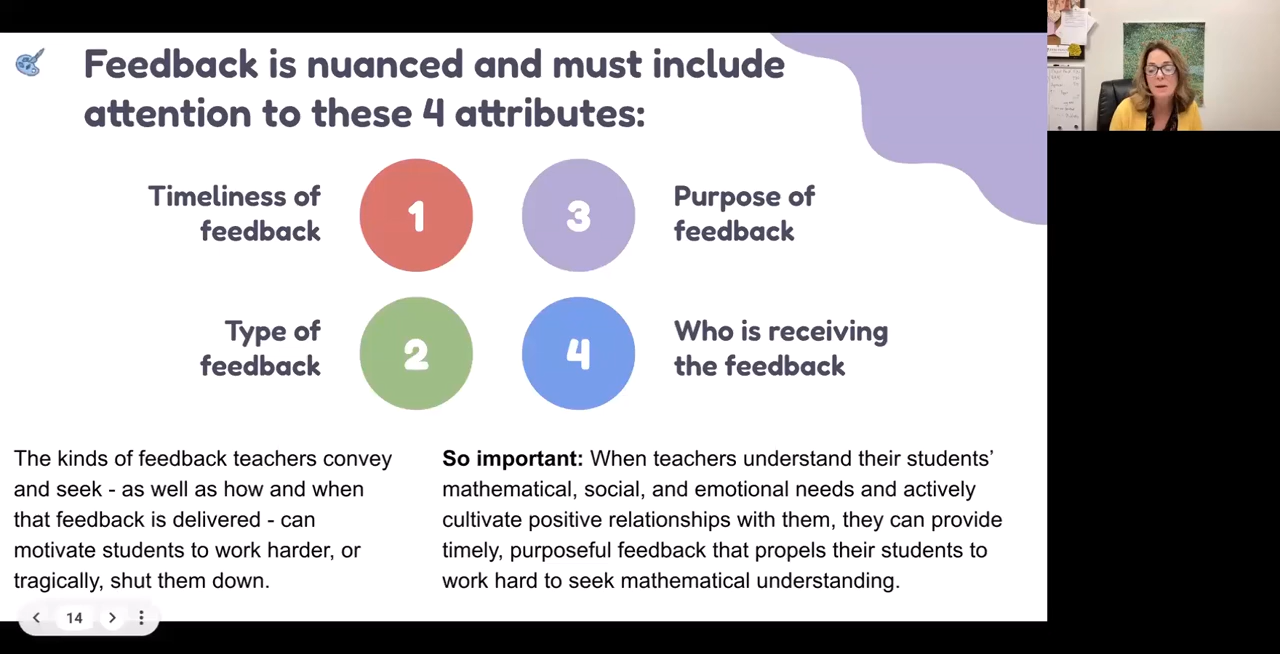 Feedback is nuanced and must include
attention to these 4 attributes:
Timeliness of
feedback
1
Type of
feedback
2
3
Purpose of
feedback
4
Who is receiving
the feedback
The kinds of feedback teachers convey
and seek - as well as how and when
that feedback is delivered - can
motivate students to work harder, or
tragically, shut them down.
So important: When teachers understand their students’
mathematical, social, and emotional needs and actively
cultivate positive relationships with them, they can provide
timely, purposeful feedback that propels their students to
work hard to seek mathematical understanding.
14